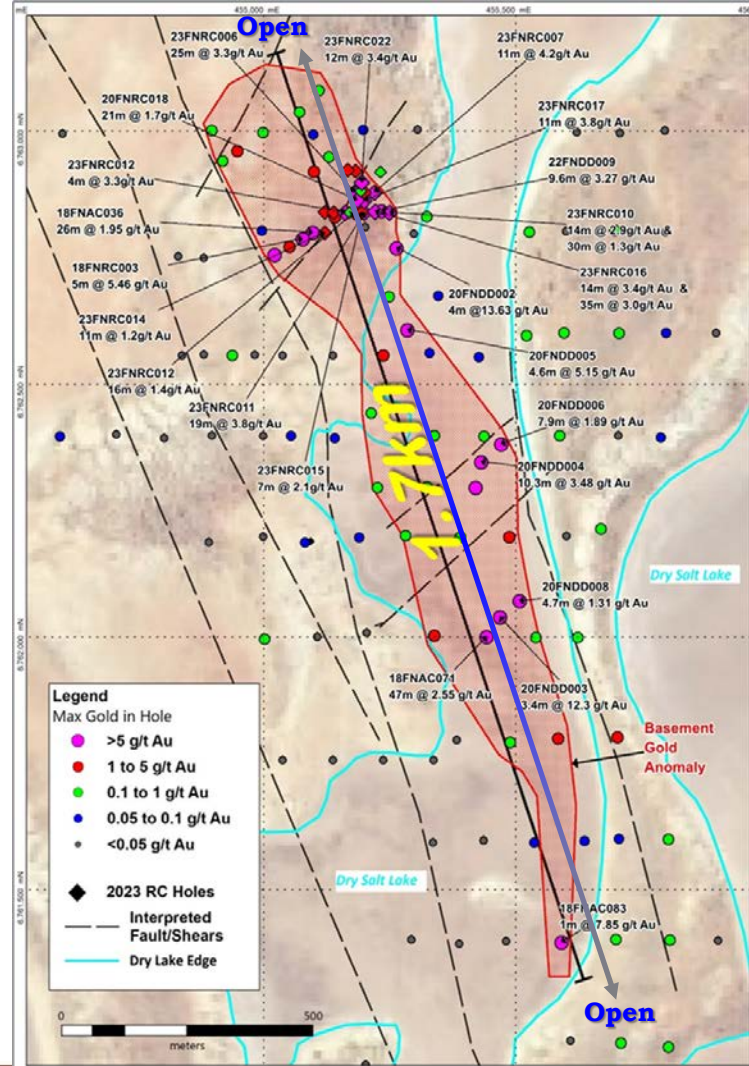 455,000 mE
455,500 mE
mE
Open
23FNRC006
25m @ 3.3g/t Au
23FNRC022
12m @ 3.4g/t Au
23FNRC007
11m @ 4.2g/t Au
20FNRC018
21m @ 1.7g/t Au
23FNRC017
11m @ 3.8g/t Au
6,763,000 mN
23FNRC012
4m @ 3.3g/t Au
22FNDD009
9.6m @ 3.27 g/t Au
18FNAC036
26m @ 1.95 g/t Au
23FNRC010
14m @ 2.9g/t Au &
30m @ 1.3g/t Au
18FNRC003
5m @ 5.46 g/t Au
23FNRC016
14m @ 3.4g/t Au &
35m @ 3.0g/t Au
20FNDD002
4m @13.63 g/t Au
23FNRC014
11m @ 1.2g/t Au
20FNDD005
4.6m @ 5.15 g/t Au
23FNRC012
16m @ 1.4g/t Au
6,762,500 mN
23FNRC011
19m @ 3.8g/t Au
20FNDD006
7.9m @ 1.89 g/t Au
1.7km
23FNRC015
7m @ 2.1g/t Au
20FNDD004
10.3m @ 3.48 g/t Au
Dry Salt Lake
20FNDD008
4.7m @ 1.31 g/t Au
6,762,000 mN
18FNAC071
47m @ 2.55 g/t Au
20FNDD003
3.4m @ 12.3 g/t Au
Basement
Gold
Anomaly
Legend
Max Gold in Hole
>5 g/t Au
1 to 5 g/t Au
0.1 to 1 g/t Au
0.05 to 0.1 g/t Au
<0.05 g/t Au
2023 RC Holes
Interpreted
Fault/Shears
Dry Lake Edge
Dry Salt Lake
6,761,500 mN
18FNAC083
1m @ 7.85 g/t Au
Open
0
500
meters